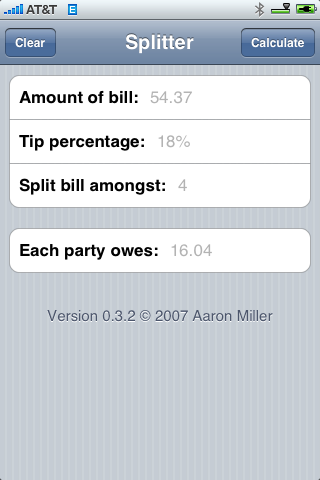 AT&T E
Clear Splitter Calculate
Amount of bill: 54.37
Tip percentage: 18%
Split bill amongst: 4
Each party owes: 16.04
Version 0.3.2 © 2007 Aaron Miller